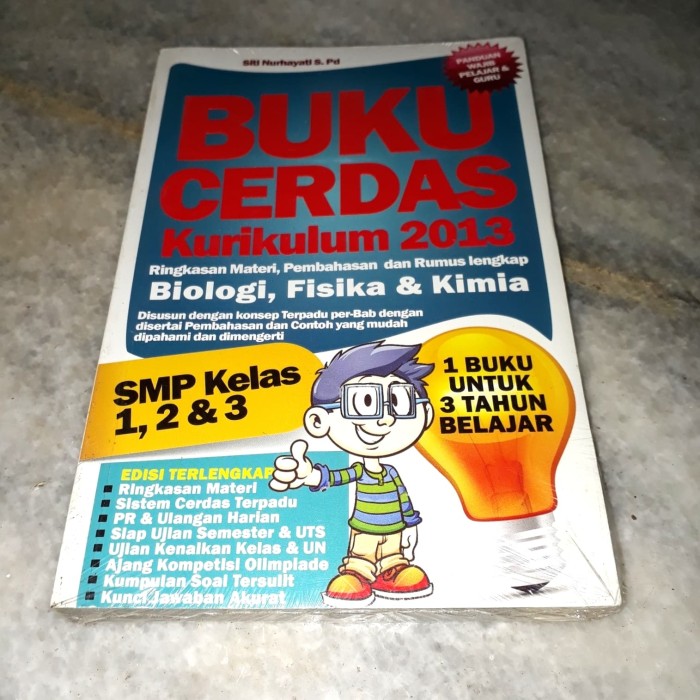 SRI Nurhayati S. Pd
PANDUAN
WAJIB
PELAJAR &
GURU
BUKU
CERDAS
Kurikulum 2013
Ringkasan Materi, Pembahasan dan Rumus lengkap
Biologi, Fisika & Kimia
Disusun dengan konsep Terpadu per-Bab dengan
disertai Pembahasan dan Contoh yang mudah
dipahami dan dimengerti
SMP Kelas
1, 2 & 3
1 BUKU
UNTUK
3 TAHUN
BELAJAR
EDISI TERLENGKAP
Ringkasan Materi
Sistem Cerdas Terpadu
PR & Ulangan Harian
Siap Ujian Semester & UTS
Ujian Kenaikan Kelas & UN
Ajang Kompetisi Olimpiade
Kumpulan Soal Tersulit
Kunci Jawaban Akurat